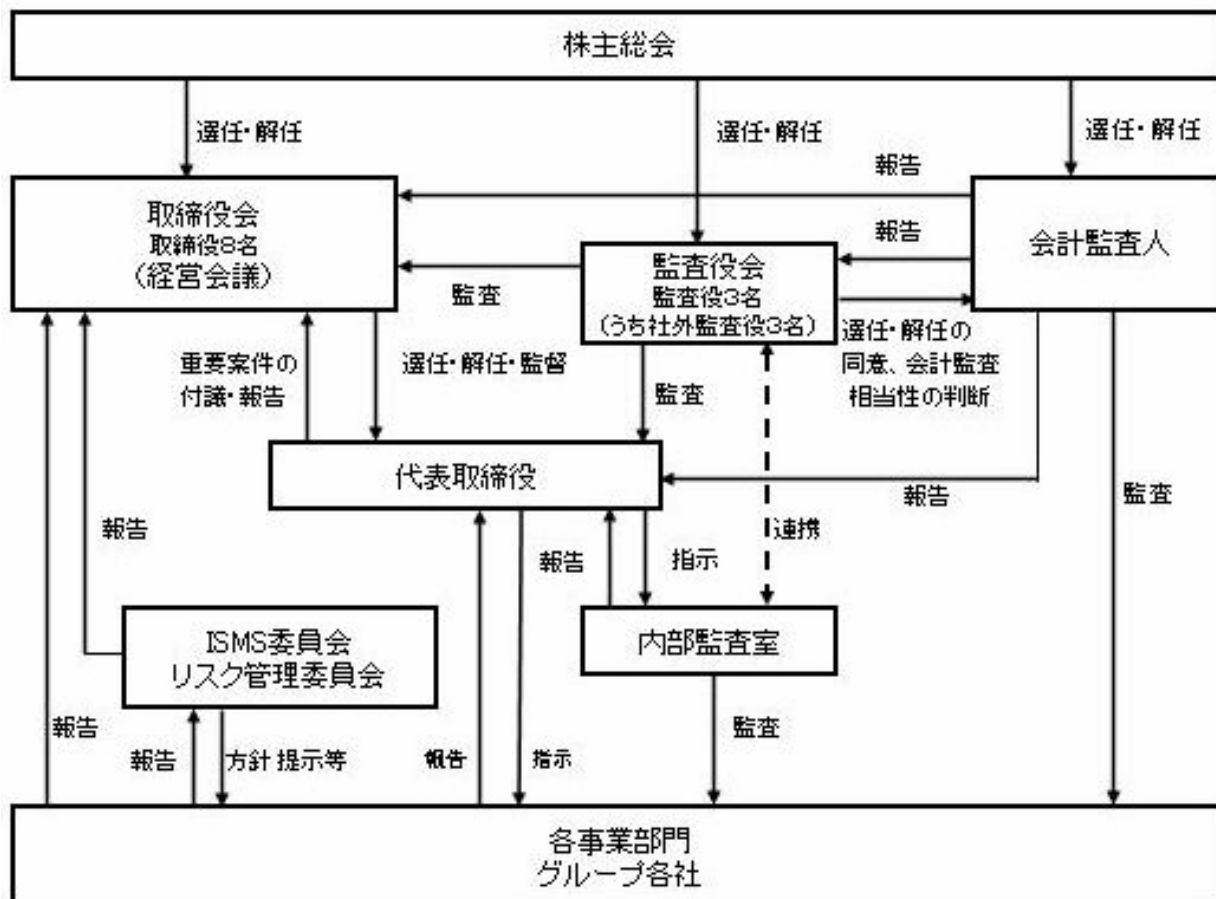 株主総会
選任・解任
選任・解任
選任・解任
報告
取締役会
取締役8名
(経営会議)
報告
会計監査人
監査役会
監査役3名
(うち社外監査役3名)
監査
重要案件の
付議・報告
選任・解任・監督
監査
選任・解任の
同意、会計監査
相当性の判断
代表取締役
報告
監査
報告
報告
指示
連携
ISMS委員会
リスク管理委員会
内部監査室
報告
報告
方針提示等
報告
指示
監査
各事業部門
グループ各社